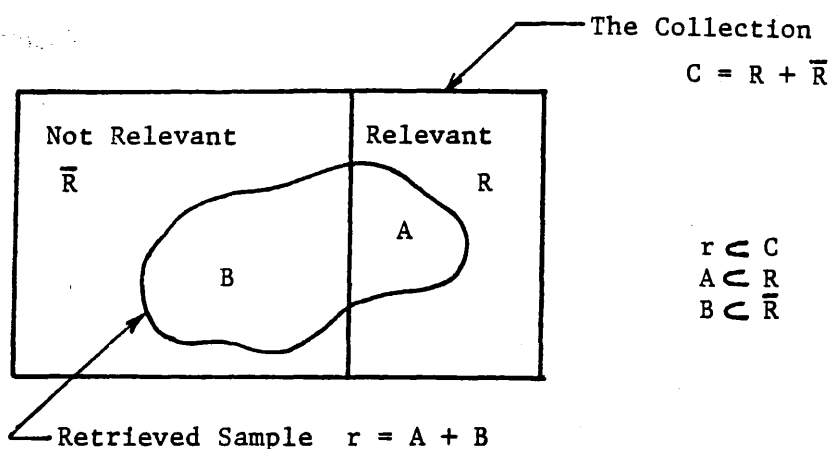 The Collection
C = R + R̅
Not Relevant
Relevant
R̅
R
A
B
r ⊂ C
A ⊂ R
B ⊂ R̅
Retrieved Sample r = A + B